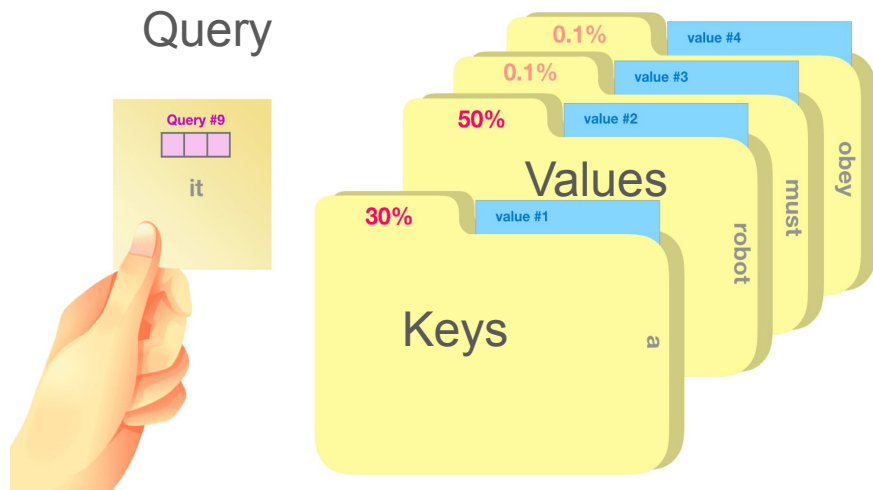 Query
Query #9
it
0.1%
value #4
obey
0.1%
value #3
must
50%
value #2
Values
robot
30%
value #1
Keys
a